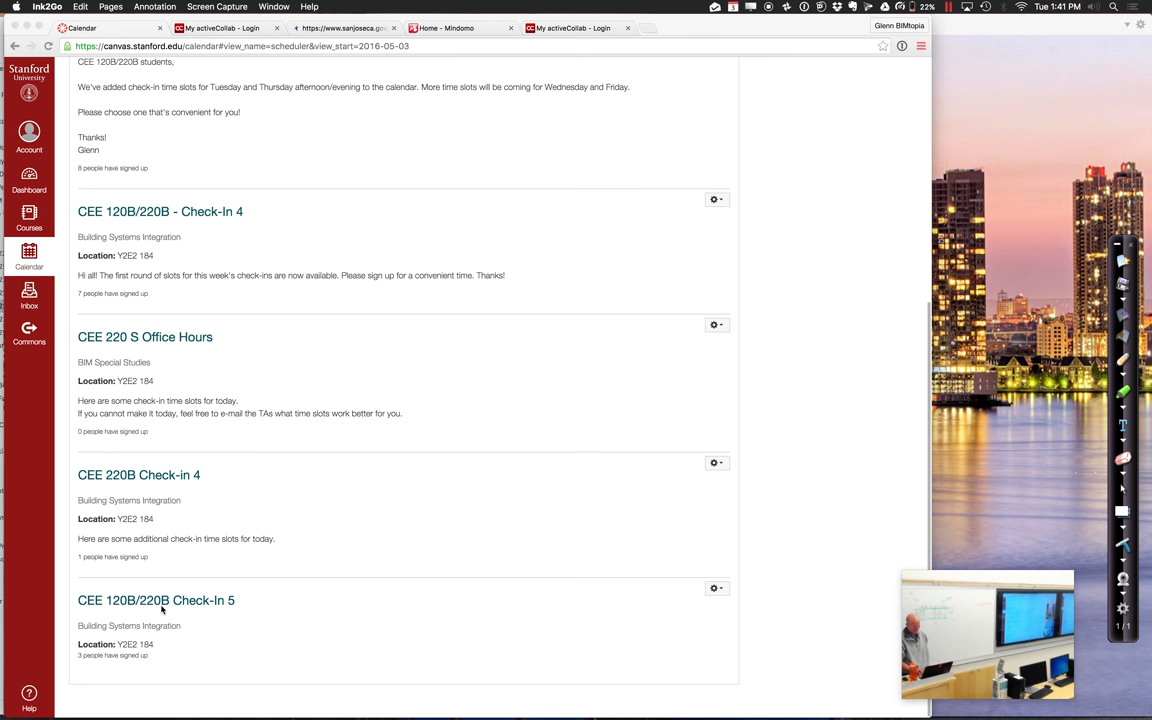 Ink2Go Edit Pages Annotation Screen Capture Window Help
22% Tue 1:41 PM
Calendar
My activeCollab - Login
https://www.sanjoseca.go
Home - Mindomo
My activeCollab - Login
Glenn BIMtopia
https://canvas.stanford.edu/calendar#view_name=scheduler&view_start=2016-05-03
Stanford
University
Account
Dashboard
Courses
Calendar
Inbox
Commons
Help
CEE 120B/220B students,
We've added check-in time slots for Tuesday and Thursday afternoon/evening to the calendar. More time slots will be coming for Wednesday and Friday.
Please choose one that's convenient for you!
Thanks!
Glenn
8 people have signed up
CEE 120B/220B - Check-In 4
Building Systems Integration
Location: Y2E2 184
Hi all! The first round of slots for this week's check-ins are now available. Please sign up for a convenient time. Thanks!
7 people have signed up
CEE 220 S Office Hours
BIM Special Studies
Location: Y2E2 184
Here are some check-in time slots for today.
If you cannot make it today, feel free to e-mail the TAs what time slots work better for you.
0 people have signed up
CEE 220B Check-in 4
Building Systems Integration
Location: Y2E2 184
Here are some additional check-in time slots for today.
1 people have signed up
CEE 120B/220B Check-In 5
Building Systems Integration
Location: Y2E2 184
3 people have signed up
T
1 / 1